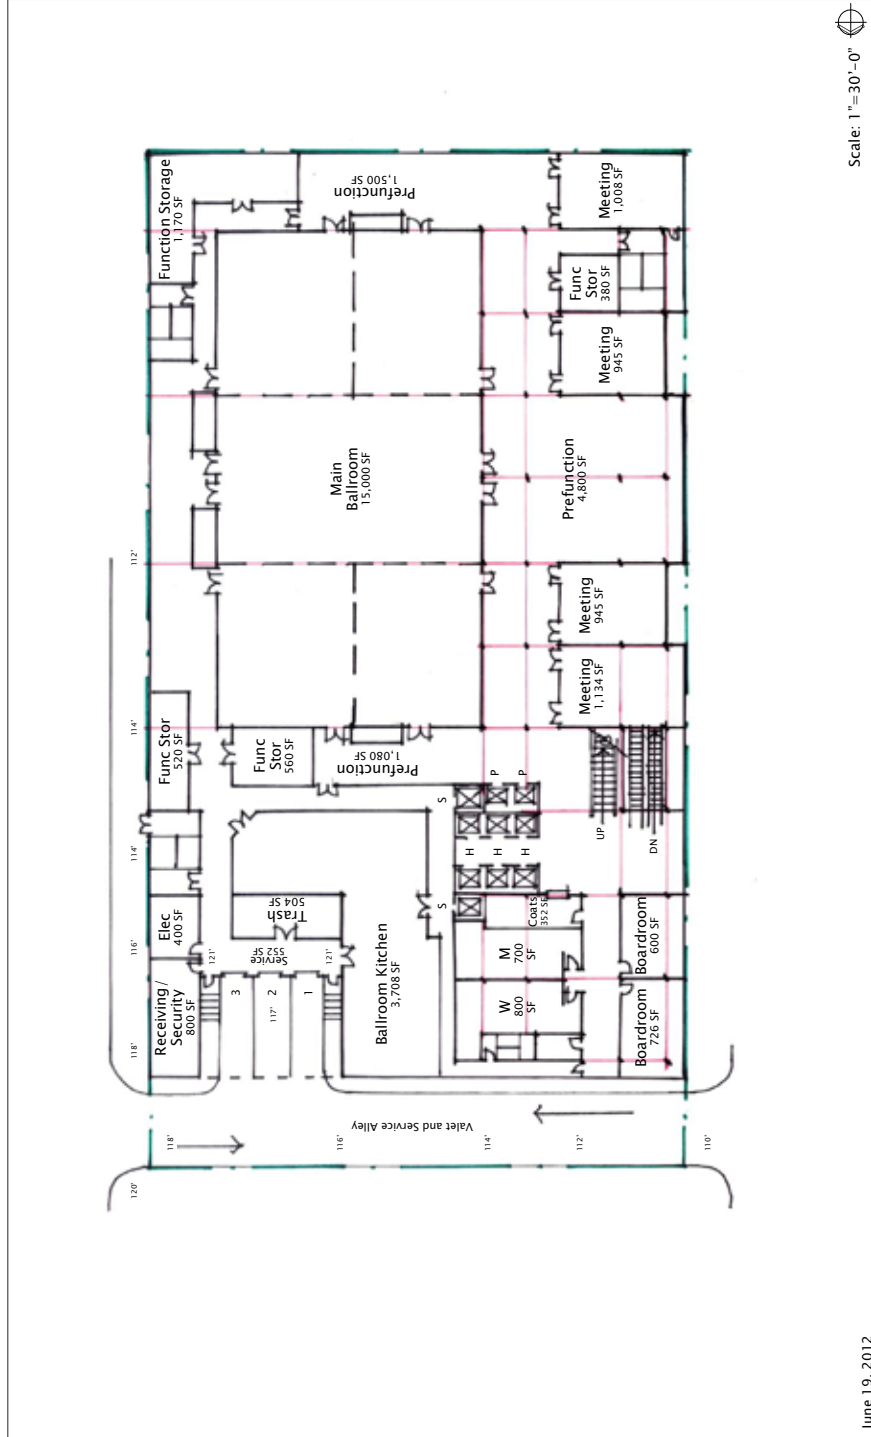 Scale: 1"=30'-0"
Function Storage
1,170 SF
Prefunction
1,500 SF
Meeting
1,008 SF
Func
Stor
380 SF
Meeting
945 SF
Main
Ballroom
15,000 SF
Prefunction
4,800 SF
112'
Meeting
945 SF
Meeting
1,134 SF
114'
Func Stor
520 SF
Func
Stor
560 SF
Prefunction
1,080 SF
S
P
P
UP
DN
114'
H
H
H
S
Elec
400 SF
Trash
504 SF
Service
552 SF
116'
121'
121'
Coats
352 SF
M
700
SF
Boardroom
600 SF
Receiving/
Security
800 SF
3
2
1
117'
Ballroom Kitchen
3,708 SF
W
800
SF
Boardroom
726 SF
118'
Valet and Service Alley
118'
116'
114'
112'
110'
120'
June 19, 2012